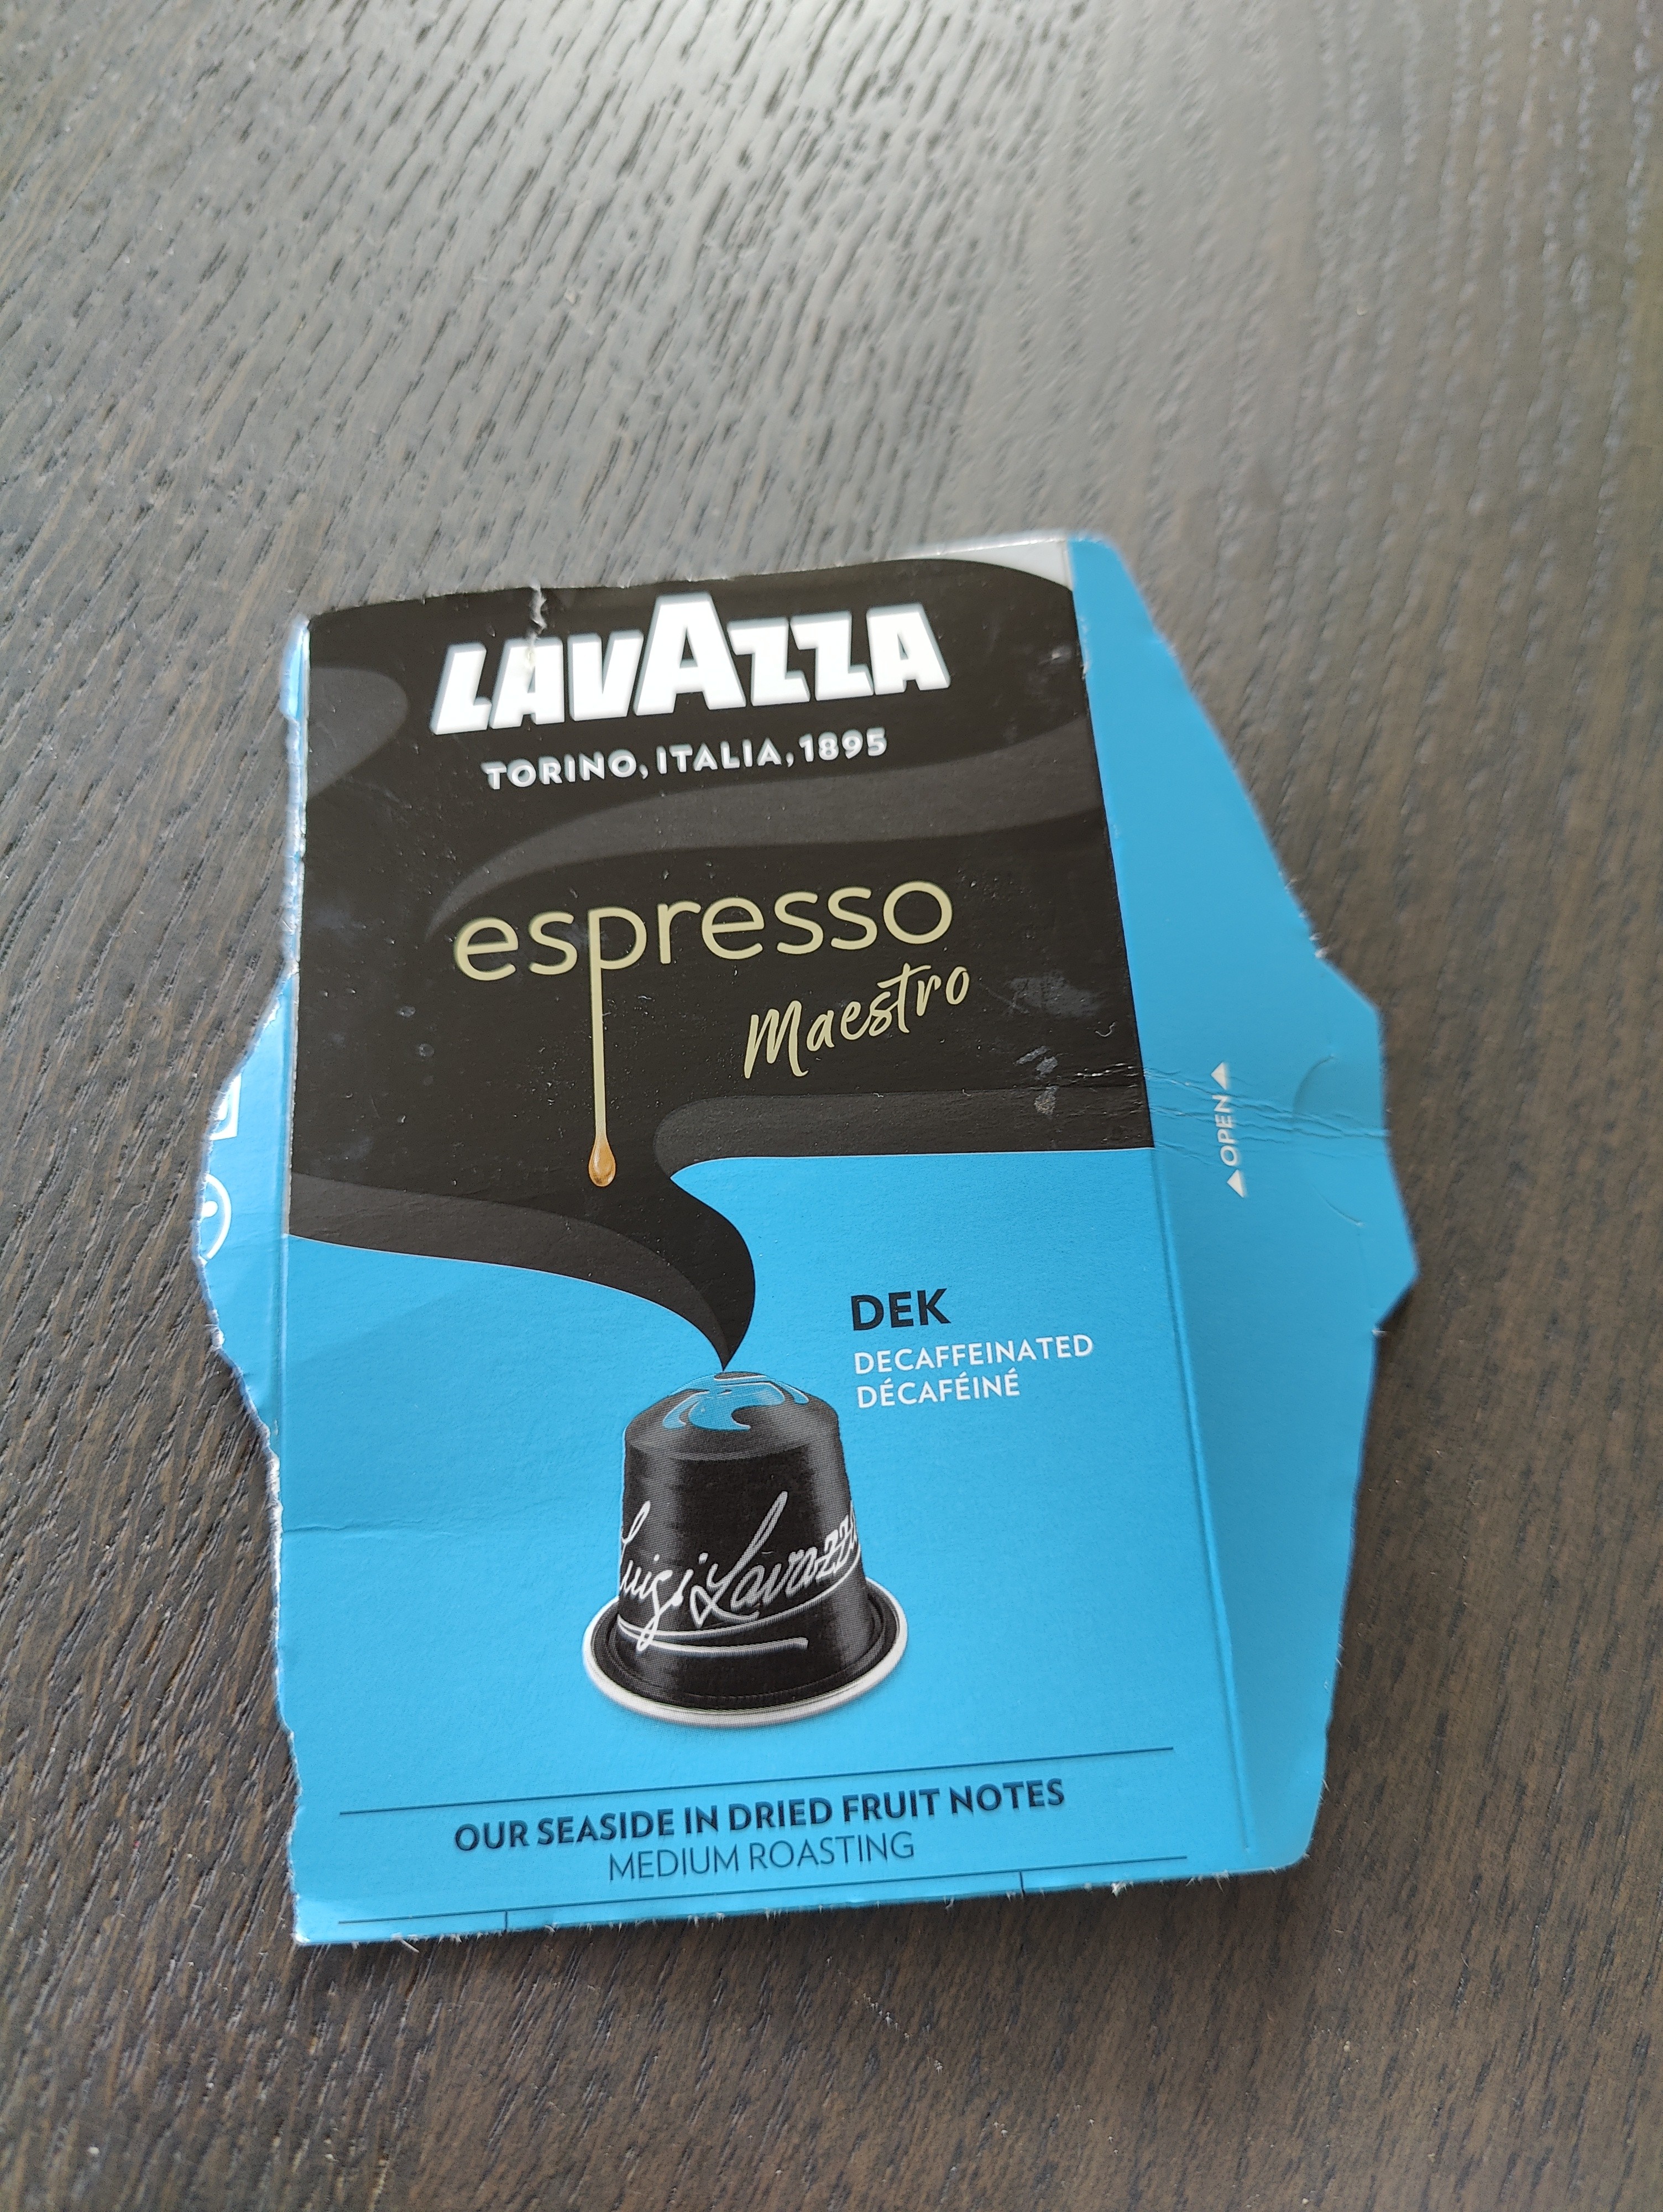 LAVAZZA
TORINO, ITALIA, 1895
espresso
Maestro
OPEN
DEK
DECAFFEINATED
DÉCAFÉINÉ
Luigi Lavazza
OUR SEASIDE IN DRIED FRUIT NOTES
MEDIUM ROASTING